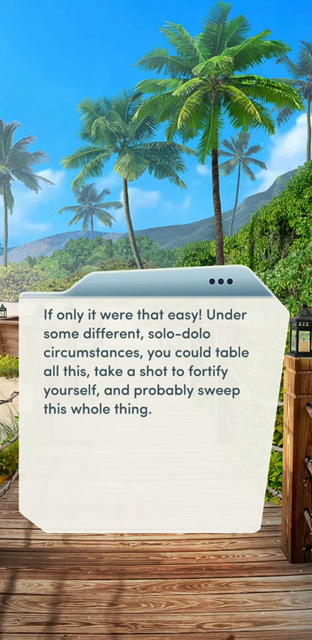 If only it were that easy! Under
some different, solo-dolo
circumstances, you could table
all this, take a shot to fortify
yourself, and probably sweep
this whole thing.